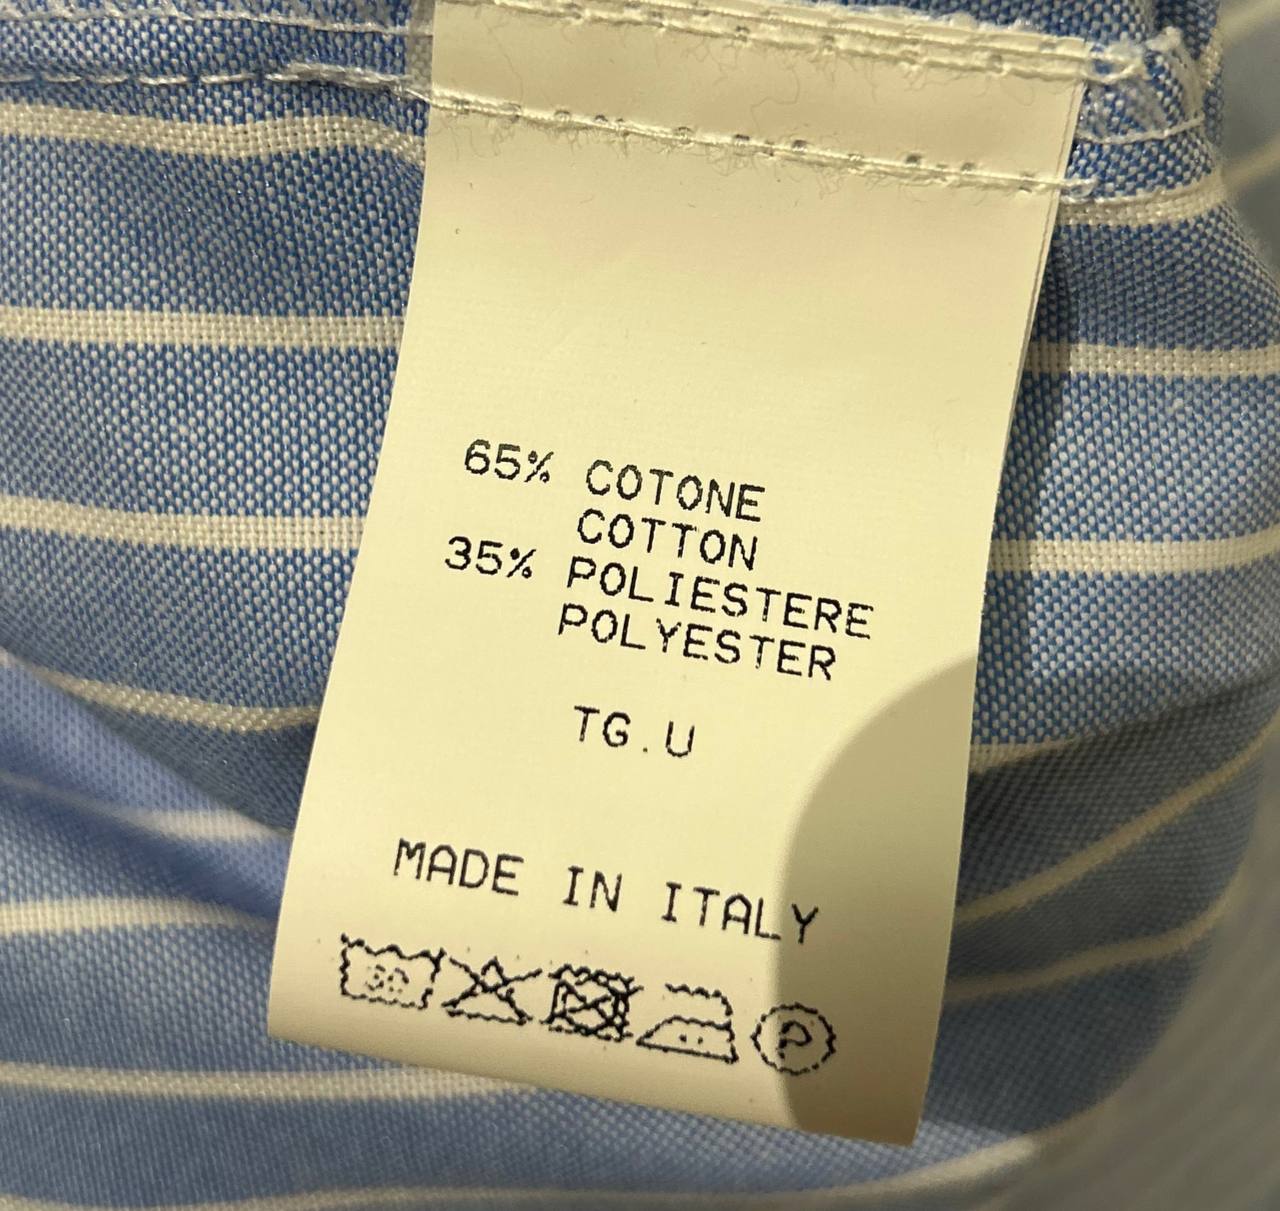 65% COTONE
COTTON
35% POLIESTERE
POLYESTER
TG.U
MADE IN ITALY
30
P